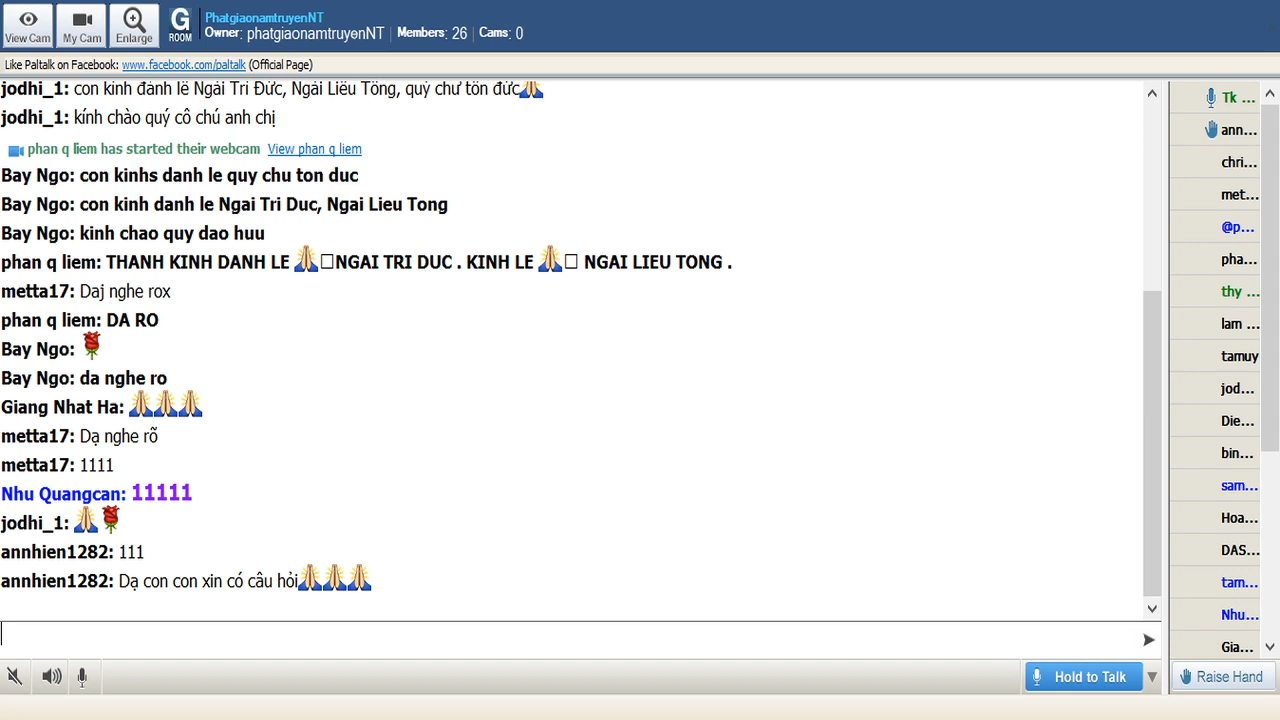 View Cam
My Cam
Enlarge
G
ROOM
PhatgiaonamtruyenNT
Owner: phatgiaonamtruyenNT | Members: 26 | Cams: 0
Like Paltalk on Facebook: www.facebook.com/paltalk (Official Page)
jodhi_1: con kính đảnh lễ Ngài Trí Đức, Ngài Liễu Tông, quý chư tôn đức
jodhi_1: kính chào quý cô chú anh chị
phan q liem has started their webcam View phan q liem
Bay Ngo: con kinhs danh le quy chu ton duc
Bay Ngo: con kinh danh le Ngai Tri Duc, Ngai Lieu Tong
Bay Ngo: kinh chao quy dao huu
phan q liem: THANH KINH DANH LE NGAI TRI DUC . KINH LE NGAI LIEU TONG .
metta17: Daj nghe rox
phan q liem: DA RO
Bay Ngo:
Bay Ngo: da nghe ro
Giang Nhat Ha:
metta17: Dạ nghe rõ
metta17: 1111
Nhu Quangcan: 11111
jodhi_1:
annhien1282: 111
annhien1282: Dạ con con xin có câu hỏi
Hold to Talk
Tk ...
ann...
chri...
met...
@p...
pha...
thy ...
lam ...
tamuy
jod...
Die...
bin...
sam...
Hoa...
DAS...
tam...
Nhu...
Gia...
Raise Hand